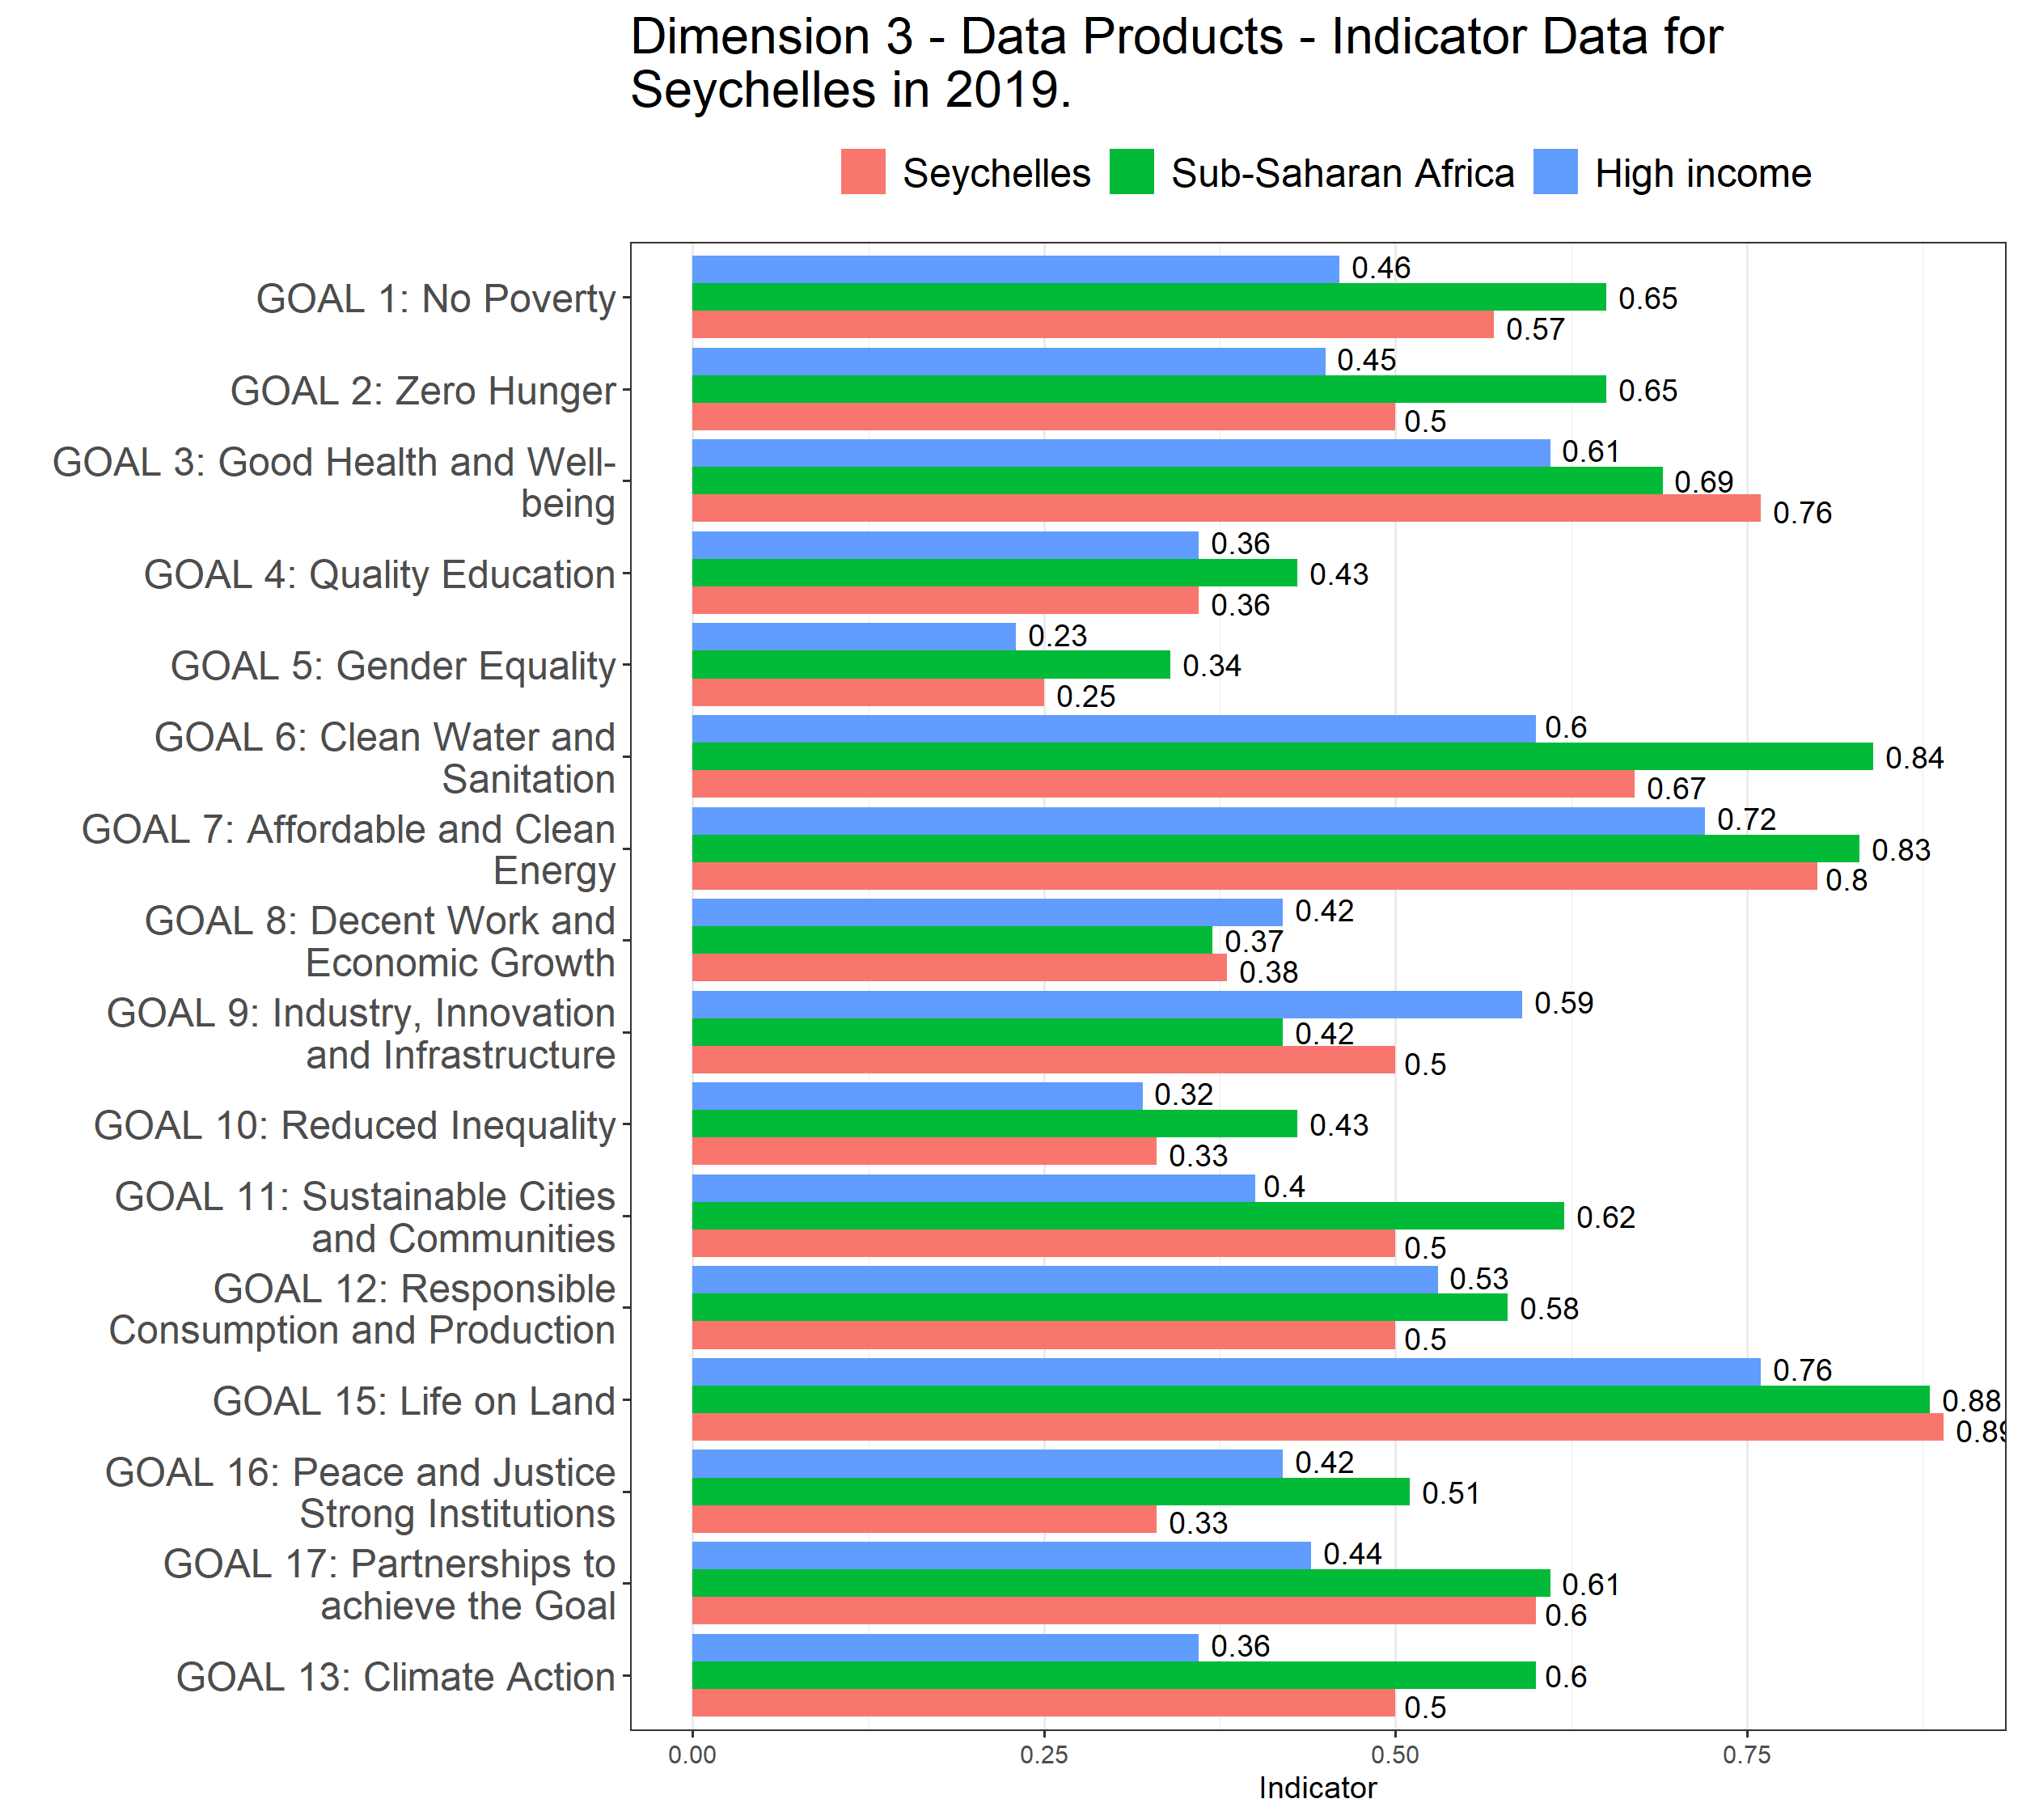 Dimension 3 - Data Products - Indicator Data for
Seychelles in 2019.
Seychelles Sub-Saharan Africa High income
GOAL 1: No Poverty
0.46
0.65
0.57
GOAL 2: Zero Hunger
0.45
0.65
0.5
GOAL 3: Good Health and Well-
being
0.61
0.69
0.76
GOAL 4: Quality Education
0.36
0.43
0.36
GOAL 5: Gender Equality
0.23
0.34
0.25
GOAL 6: Clean Water and
Sanitation
0.6
0.84
0.67
GOAL 7: Affordable and Clean
Energy
0.72
0.83
0.8
GOAL 8: Decent Work and
Economic Growth
0.42
0.37
0.38
GOAL 9: Industry, Innovation
and Infrastructure
0.59
0.42
0.5
GOAL 10: Reduced Inequality
0.32
0.43
0.33
GOAL 11: Sustainable Cities
and Communities
0.4
0.62
0.5
GOAL 12: Responsible
Consumption and Production
0.53
0.58
0.5
GOAL 15: Life on Land
0.76
0.88
0.89
GOAL 16: Peace and Justice
Strong Institutions
0.42
0.51
0.33
GOAL 17: Partnerships to
achieve the Goal
0.44
0.61
0.6
GOAL 13: Climate Action
0.36
0.6
0.5
0.00 0.25 0.50 0.75
Indicator